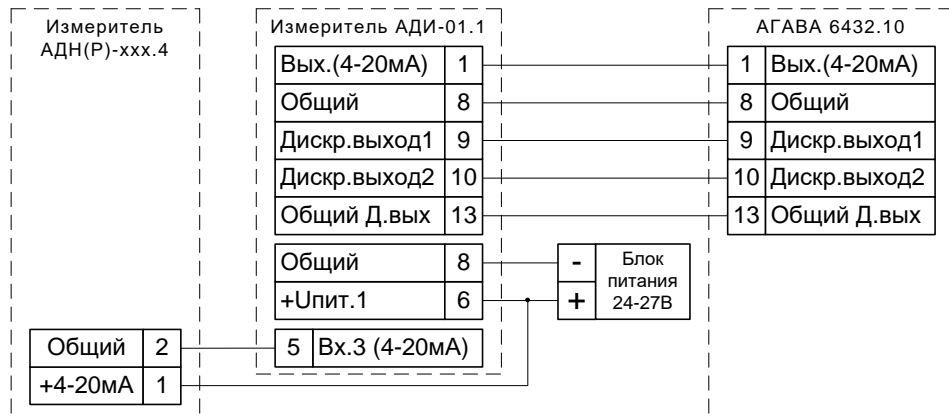 Измеритель
АДН(Р)-xxx.4
Измеритель АДИ-01.1
Вых.(4-20мА) 1
Общий 8
Дискр.выход1 9
Дискр.выход2 10
Общий Д.вых 13
Общий 8
+Uпит.1 6
5 Вх.3 (4-20мА)
- Блок
питания
+ 24-27В
АГАВА 6432.10
1 Вых.(4-20мА)
8 Общий
9 Дискр.выход1
10 Дискр.выход2
13 Общий Д.вых
Общий 2
+4-20мА 1